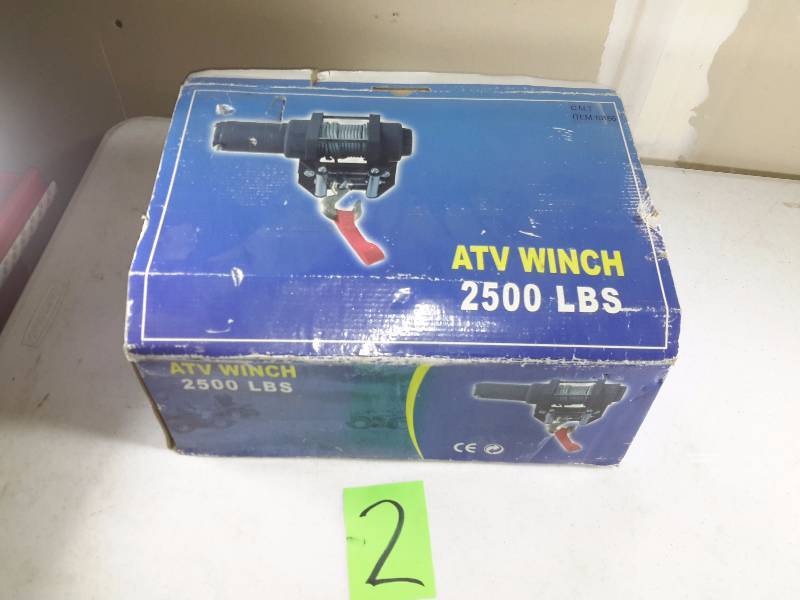 ATV WINCH
2500 LBS
ATV WINCH
2500 LBS
CE
2